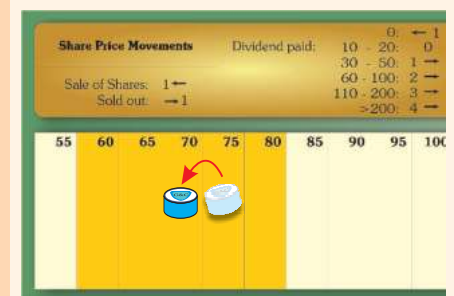 0: ← 1
Share Price Movements Dividend paid: 10 - 20: 0
30 - 50: 1 →
Sale of Shares: 1← 60 - 100: 2 →
Sold out: →1 110 - 200: 3 →
>200: 4 →
55 60 65 70 75 80 85 90 95 100